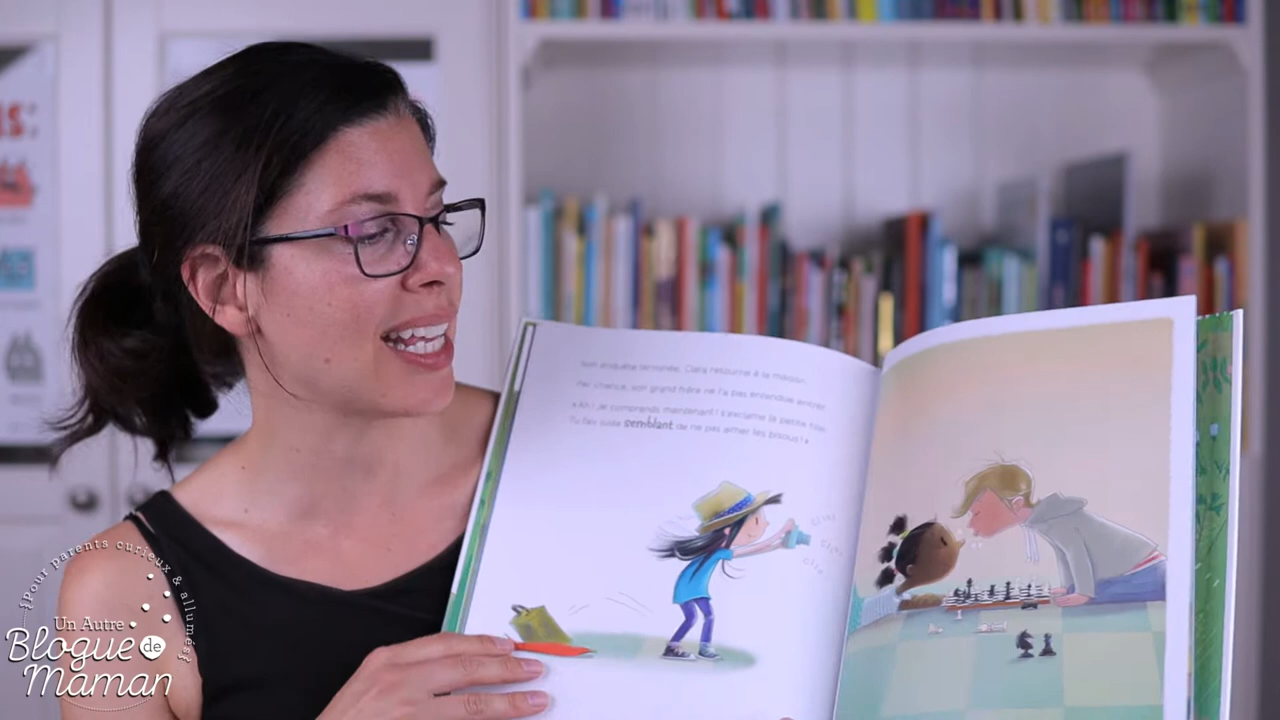 Son enquête terminée, Clara retourne à la maison.
Par chance, son grand frère ne l'a pas entendue entrer.
« Ah ! Je comprends maintenant ! s'exclame la petite fille.
Tu fais juste semblant de ne pas aimer les bisous ! »
Clic
Clic
Clic
Pour parents curieux & allumés
Un Autre
Blogue de
Maman